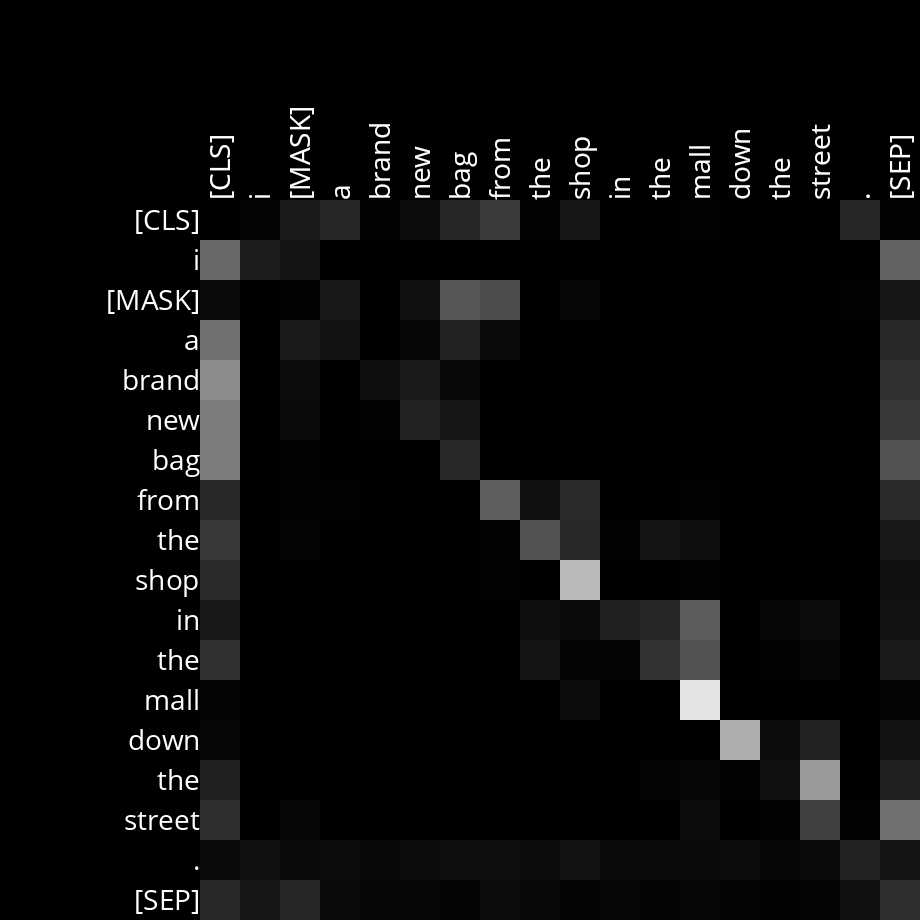 [CLS] i [MASK] a brand new bag from the shop in the mall down the street . [SEP]
[CLS]
i
[MASK]
a
brand
new
bag
from
the
shop
in
the
mall
down
the
street
.
[SEP]